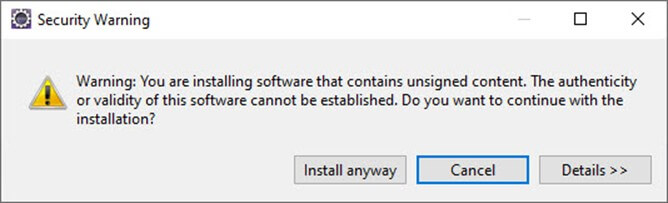 Security Warning
Warning: You are installing software that contains unsigned content. The authenticity
or validity of this software cannot be established. Do you want to continue with the
installation?
Install anyway
Cancel
Details >>